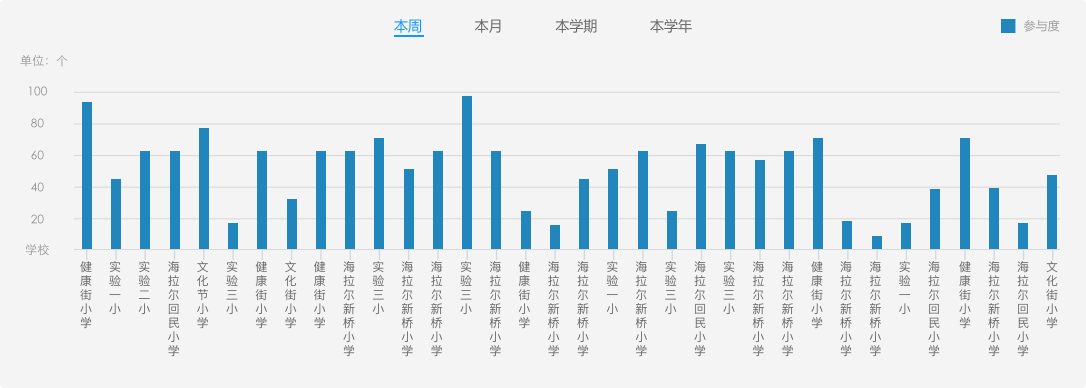 本周 本月 本学期 本学年 参与度
单位：个
100
80
60
40
20
学校
健康街小学
实验一小
实验二小
海拉尔回民小学
文化节小学
实验三小
健康街小学
文化街小学
健康街小学
海拉尔新桥小学
实验三小
海拉尔新桥小学
海拉尔新桥小学
实验三小
海拉尔新桥小学
健康街小学
海拉尔新桥小学
海拉尔新桥小学
实验一小
海拉尔新桥小学
实验三小
海拉尔回民小学
实验三小
海拉尔新桥小学
海拉尔新桥小学
健康街小学
海拉尔新桥小学
海拉尔新桥小学
实验一小
海拉尔回民小学
健康街小学
海拉尔新桥小学
海拉尔回民小学
文化街小学